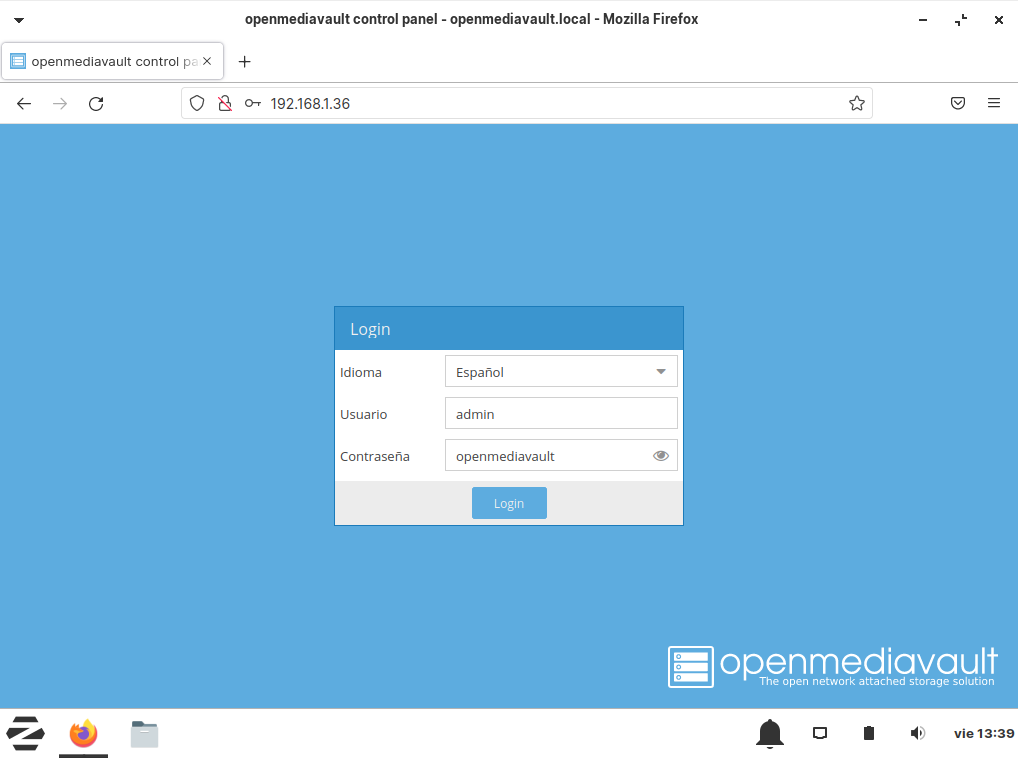 openmediavault control panel - openmediavault.local - Mozilla Firefox
openmediavault control pa
192.168.1.36
Login
Idioma
Español
Usuario
admin
Contraseña
openmediavault
Login
openmediavault
The open network attached storage solution
vie 13:39